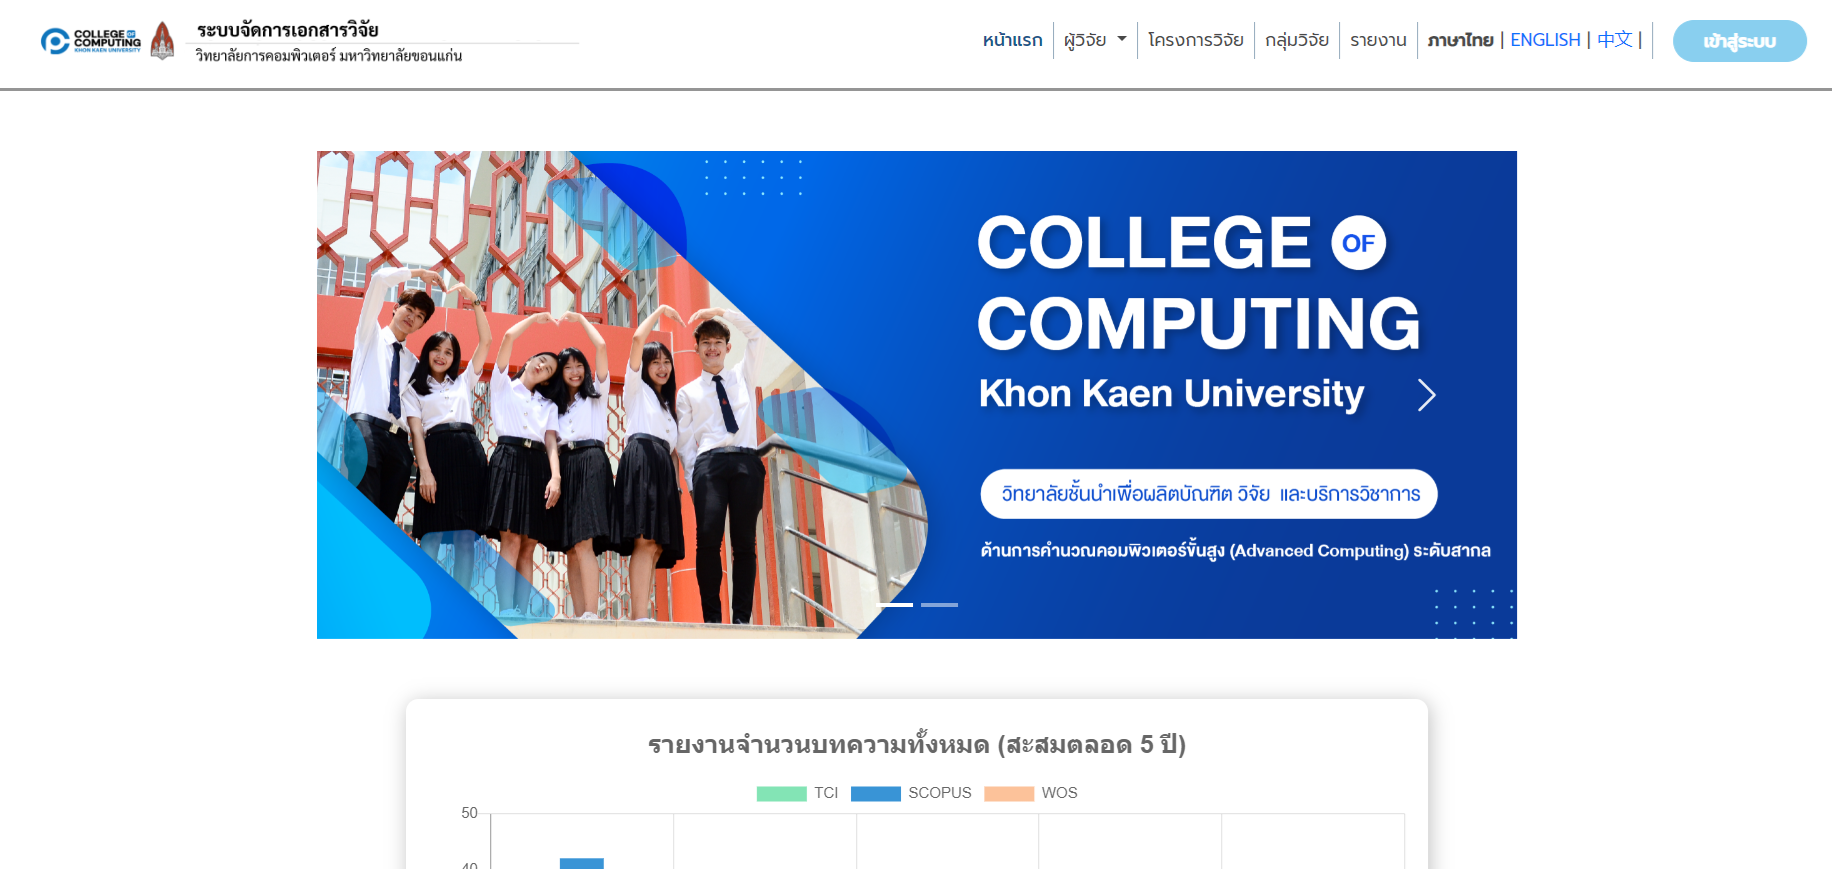 COLLEGE OF
COMPUTING
KHON KAEN UNIVERSITY
ระบบจัดการเอกสารวิจัย
วิทยาลัยการคอมพิวเตอร์ มหาวิทยาลัยขอนแก่น
หน้าแรก ผู้วิจัย โครงการวิจัย กลุ่มวิจัย รายงาน ภาษาไทย | ENGLISH | 中文 | เข้าสู่ระบบ
COLLEGE OF
COMPUTING
Khon Kaen University
วิทยาลัยชั้นนำเพื่อผลิตบัณฑิต วิจัย และบริการวิชาการ
ด้านการคำนวณคอมพิวเตอร์ขั้นสูง (Advanced Computing) ระดับสากล
รายงานจำนวนบทความทั้งหมด (สะสมตลอด 5 ปี)
TCI SCOPUS WOS
50
40